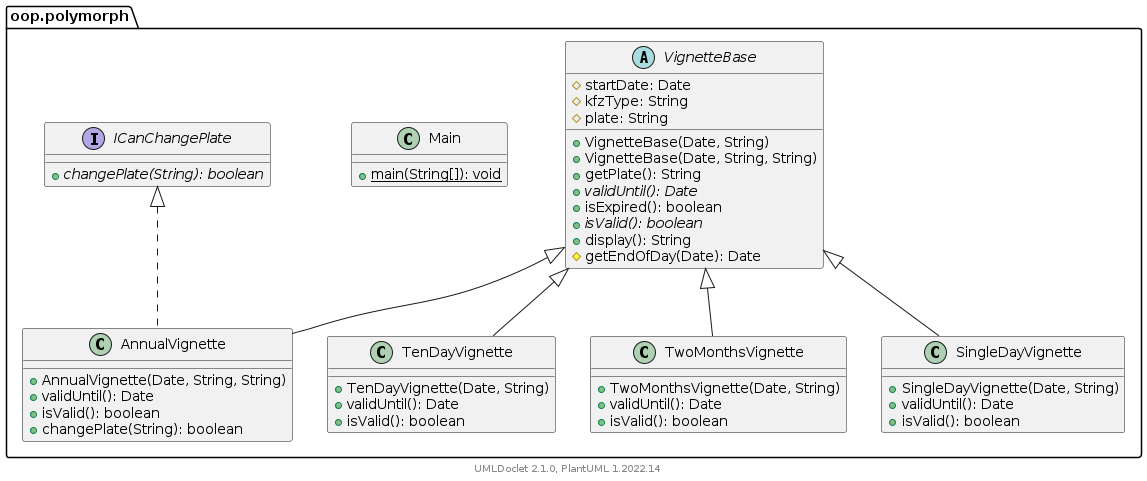 oop.polymorph
A VignetteBase
startDate: Date
kfzType: String
plate: String
VignetteBase(Date, String)
VignetteBase(Date, String, String)
getPlate(): String
validUntil(): Date
isExpired(): boolean
isValid(): boolean
display(): String
getEndOfDay(Date): Date
I ICanChangePlate
changePlate(String): boolean
C Main
main(String[]): void
C AnnualVignette
AnnualVignette(Date, String, String)
validUntil(): Date
isValid(): boolean
changePlate(String): boolean
C TenDayVignette
TenDayVignette(Date, String)
validUntil(): Date
isValid(): boolean
C TwoMonthsVignette
TwoMonthsVignette(Date, String)
validUntil(): Date
isValid(): boolean
C SingleDayVignette
SingleDayVignette(Date, String)
validUntil(): Date
isValid(): boolean
UMLDoclet 2.1.0, PlantUML 1.2022.14